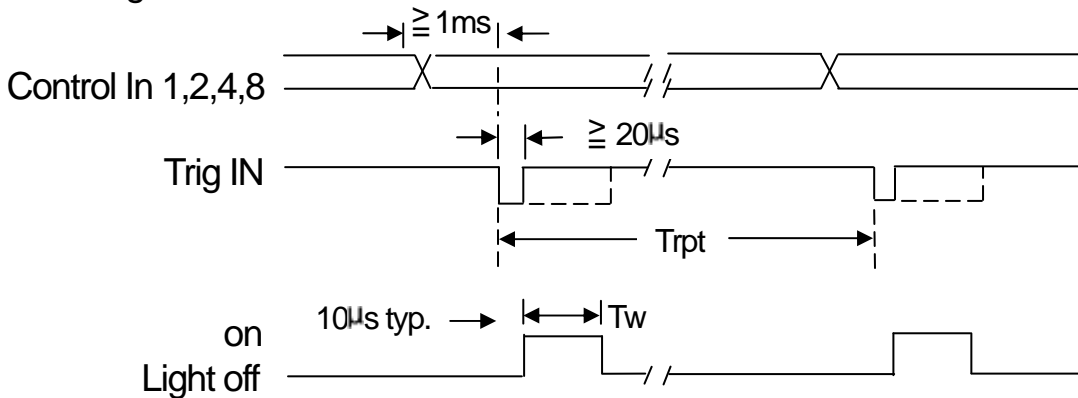 ≧ 1ms
Control In 1,2,4,8
≧ 20µs
Trig IN
Trpt
10µs typ.
Tw
on
Light off